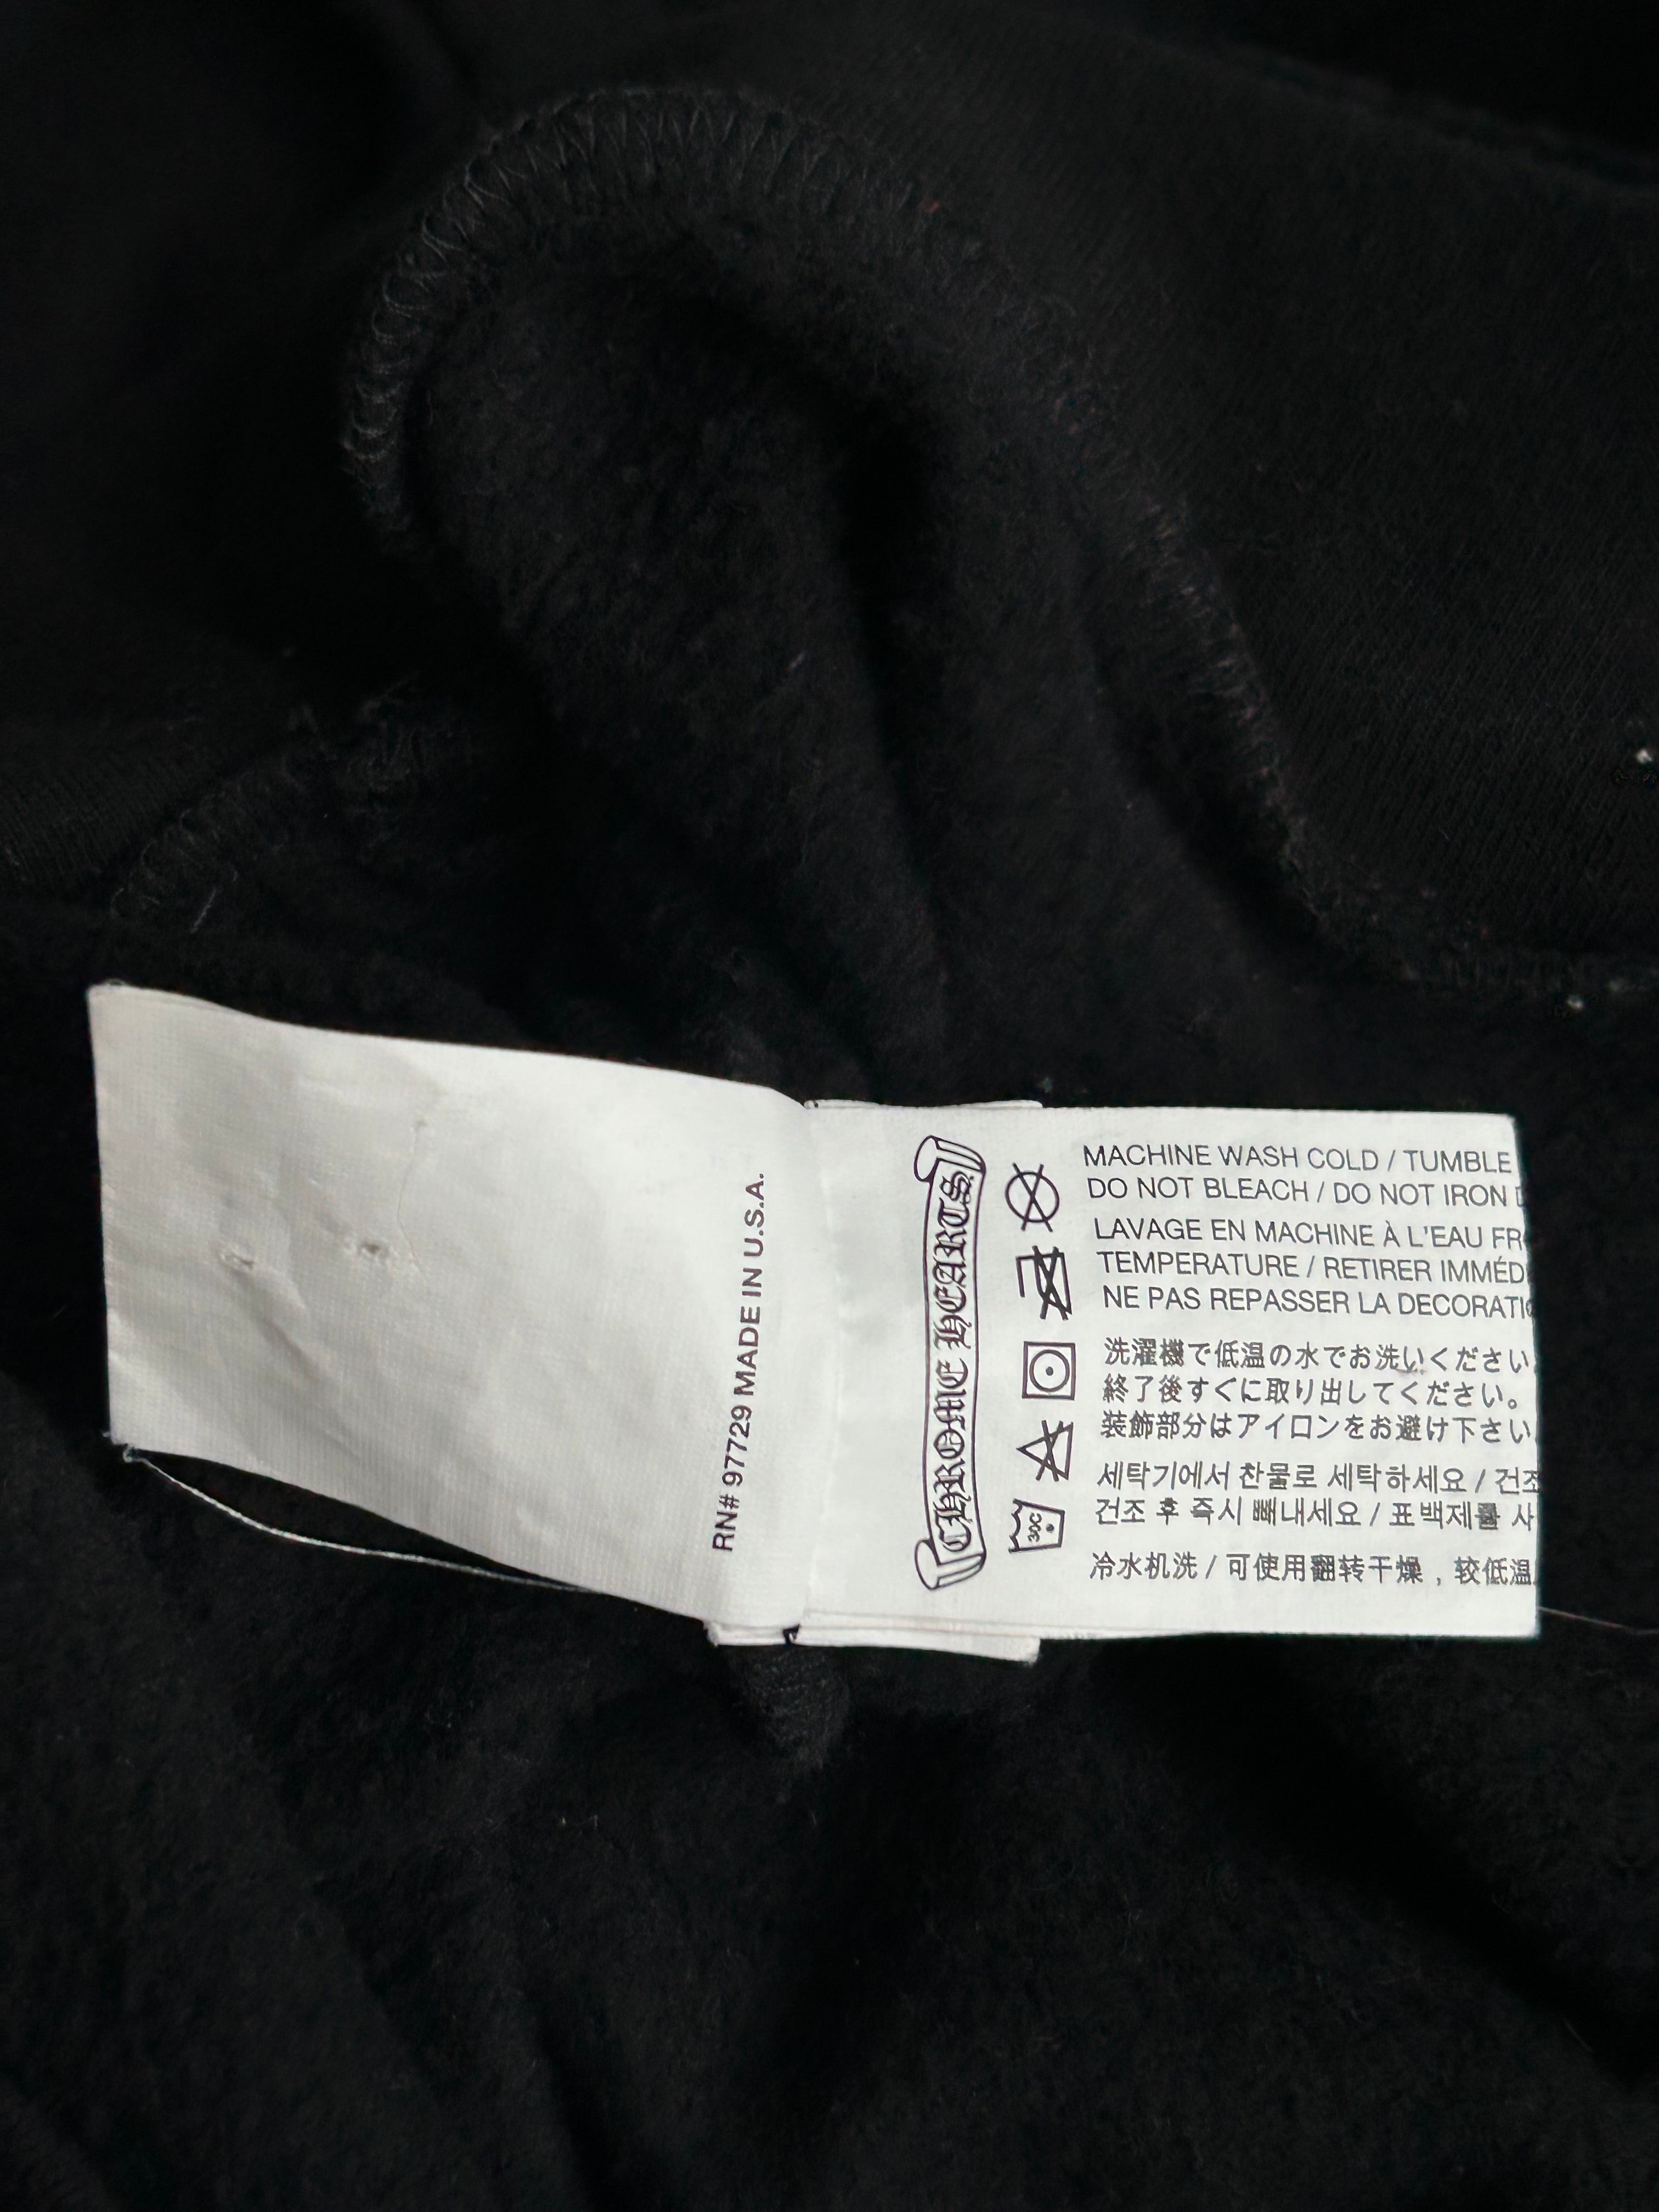 RN# 97729 MADE IN U.S.A.
CHROME HEARTS
30C
MACHINE WASH COLD / TUMBLE
DO NOT BLEACH / DO NOT IRON
LAVAGE EN MACHINE À L'EAU FR
TEMPERATURE / RETIRER IMMÉD
NE PAS REPASSER LA DECORATI
洗濯機で低温の水でお洗いください
終了後すぐに取り出してください。
装飾部分はアイロンをお避け下さい
세탁기에서 찬물로 세탁하세요 / 건조
건조 후 즉시 빼내세요 / 표백제를 사
冷水机洗 / 可使用翻转干燥，较低温